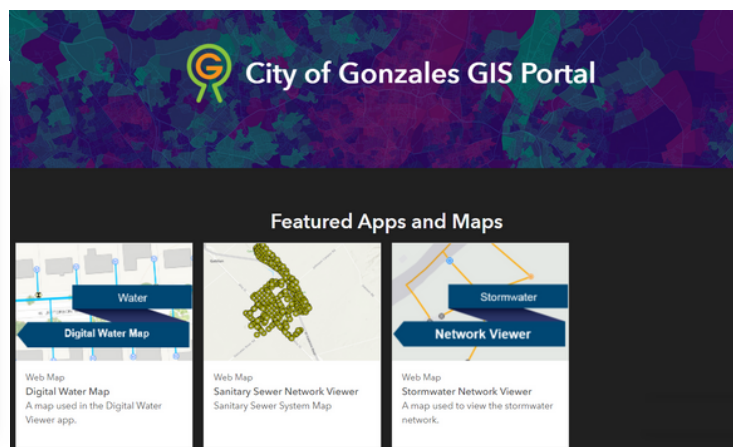 G
City of Gonzales GIS Portal
Featured Apps and Maps
Water
Digital Water Map
Stormwater
Network Viewer
Web Map
Digital Water Map
A map used in the Digital Water
Viewer app.
Web Map
Sanitary Sewer Network Viewer
Sanitary Sewer System Map
Web Map
Stormwater Network Viewer
A map used to view the stormwater
network.